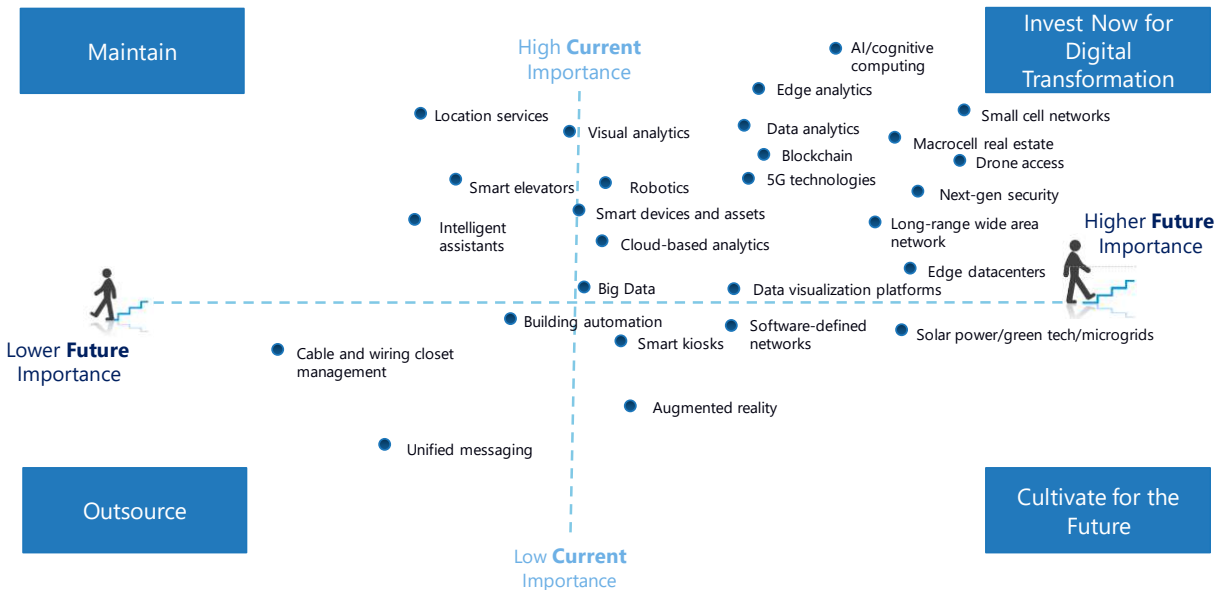 Maintain
High Current
Importance
Invest Now for
Digital
Transformation
AI/cognitive
computing
Edge analytics
Location services
Small cell networks
Visual analytics
Data analytics
Macrocell real estate
Blockchain
Drone access
Smart elevators
Robotics
5G technologies
Next-gen security
Smart devices and assets
Intelligent
assistants
Long-range wide area
network
Higher Future
Importance
Cloud-based analytics
Edge datacenters
Big Data
Data visualization platforms
Building automation
Software-defined
networks
Solar power/green tech/microgrids
Smart kiosks
Lower Future
Importance
Cable and wiring closet
management
Augmented reality
Unified messaging
Outsource
Cultivate for the
Future
Low Current
Importance